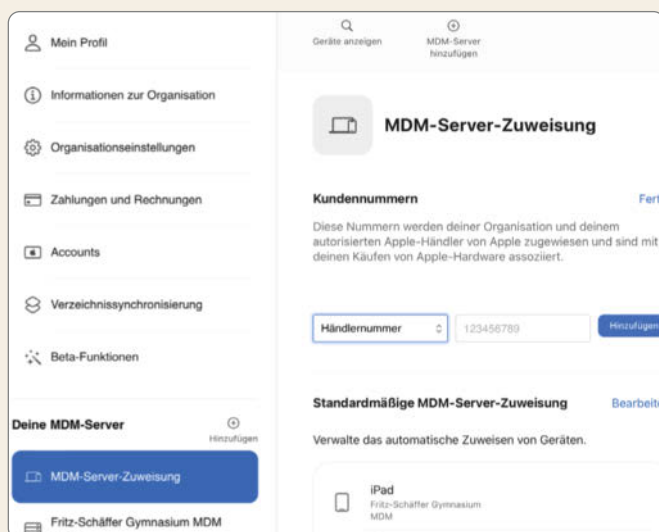 Mein Profil
Informationen zur Organisation
Organisationseinstellungen
Zahlungen und Rechnungen
Accounts
Verzeichnissynchronisierung
Beta-Funktionen
Deine MDM-Server
Hinzufügen
MDM-Server-Zuweisung
Fritz-Schäffer Gymnasium MDM
Geräte anzeigen
MDM-Server
hinzufügen
MDM-Server-Zuweisung
Kundennummern
Fert
Diese Nummern werden deiner Organisation und deinem
autorisierten Apple-Händler von Apple zugewiesen und sind mit
deinen Käufen von Apple-Hardware assoziiert.
Händlernummer
123456789
Hinzufügen
Standardmäßige MDM-Server-Zuweisung
Bearbeite
Verwalte das automatische Zuweisen von Geräten.
iPad
Fritz-Schäffer Gymnasium
MDM